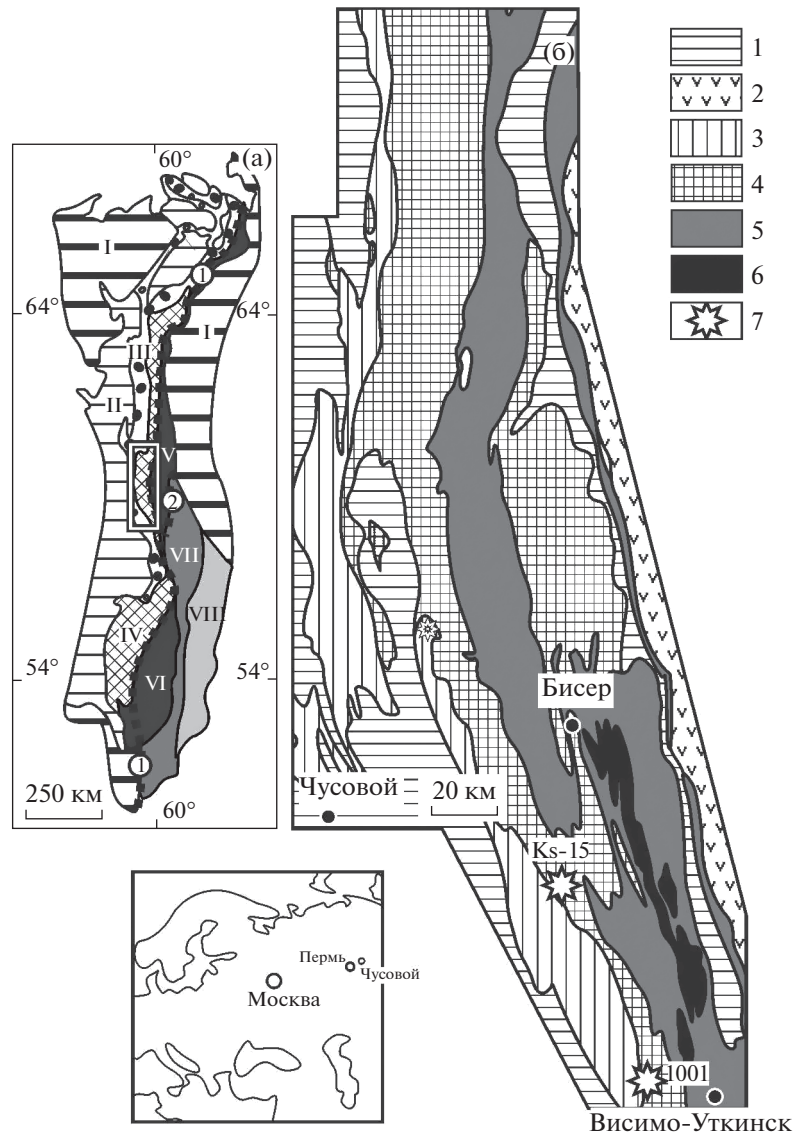 (а)
60°
I
1
64°
64°
I
III
II
V
2
VII
VIII
IV
54°
54°
VI
1
250 км
60°
(б)
Бисер
Чусовой
20 км
Ks-15
1001
Висимо-Уткинск
1
2
3
4
5
6
7
Пермь
Чусовой
Москва